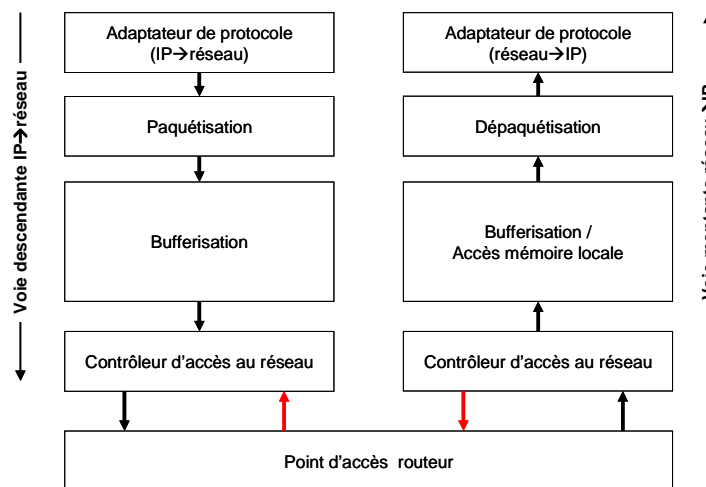 Adaptateur de protocole
(IP→réseau)
Paquétisation
Bufferisation
Contrôleur d'accès au réseau
Adaptateur de protocole
(réseau→IP)
Dépaquétisation
Bufferisation /
Accès mémoire locale
Contrôleur d'accès au réseau
Point d'accès routeur
Voie descendante IP→réseau